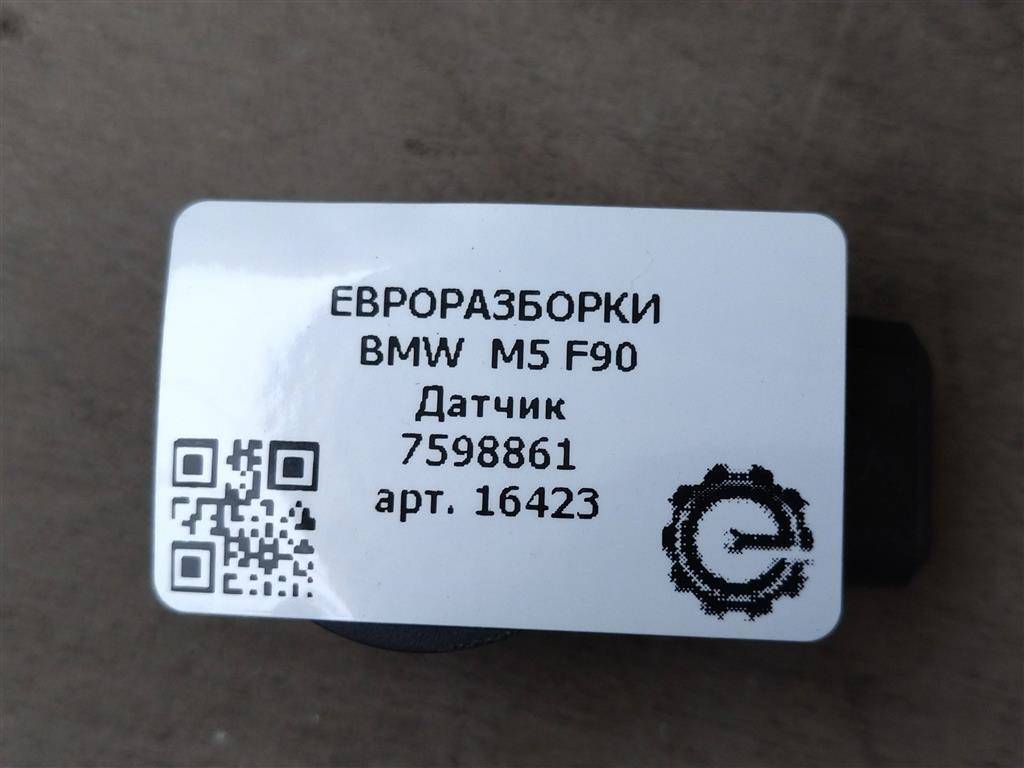 ЕВРОРАЗБОРКИ
BMW M5 F90
Датчик
7598861
арт. 16423